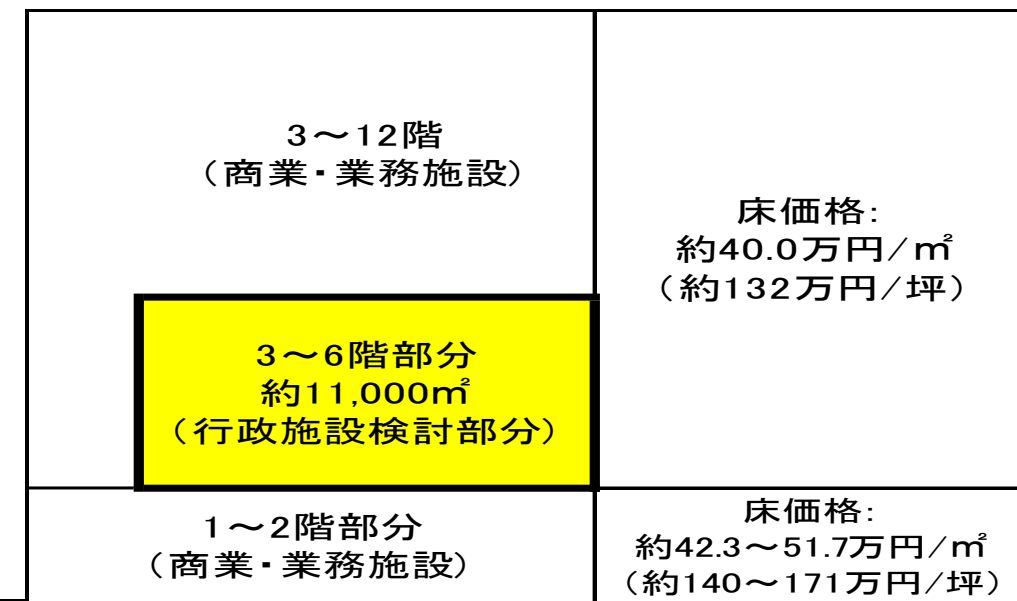 3～12階
（商業・業務施設）
床価格:
約40.0万円/㎡
（約132万円/坪）
3～6階部分
約11,000㎡
（行政施設検討部分）
1～2階部分
（商業・業務施設）
床価格:
約42.3～51.7万円/㎡
（約140～171万円/坪）